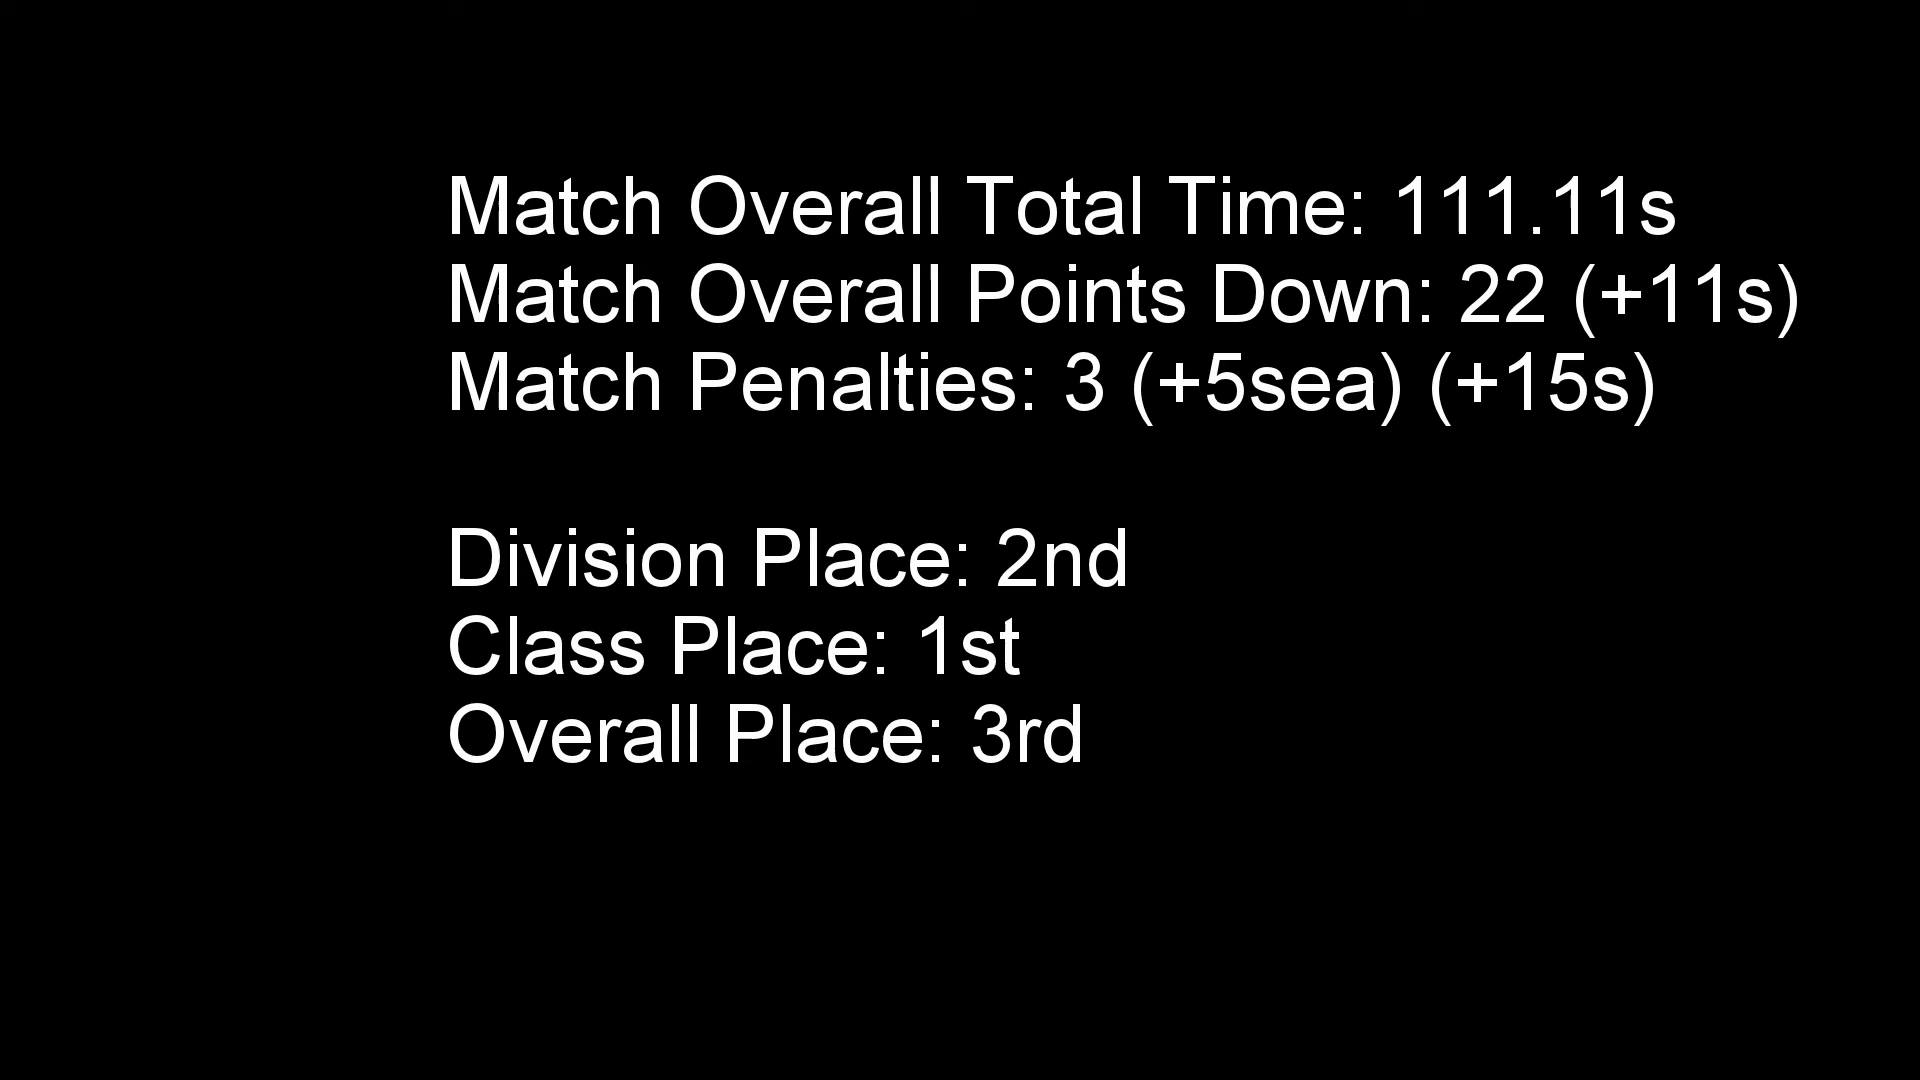 Match Overall Total Time: 111.11s
Match Overall Points Down: 22 (+11s)
Match Penalties: 3 (+5sea) (+15s)
Division Place: 2nd
Class Place: 1st
Overall Place: 3rd